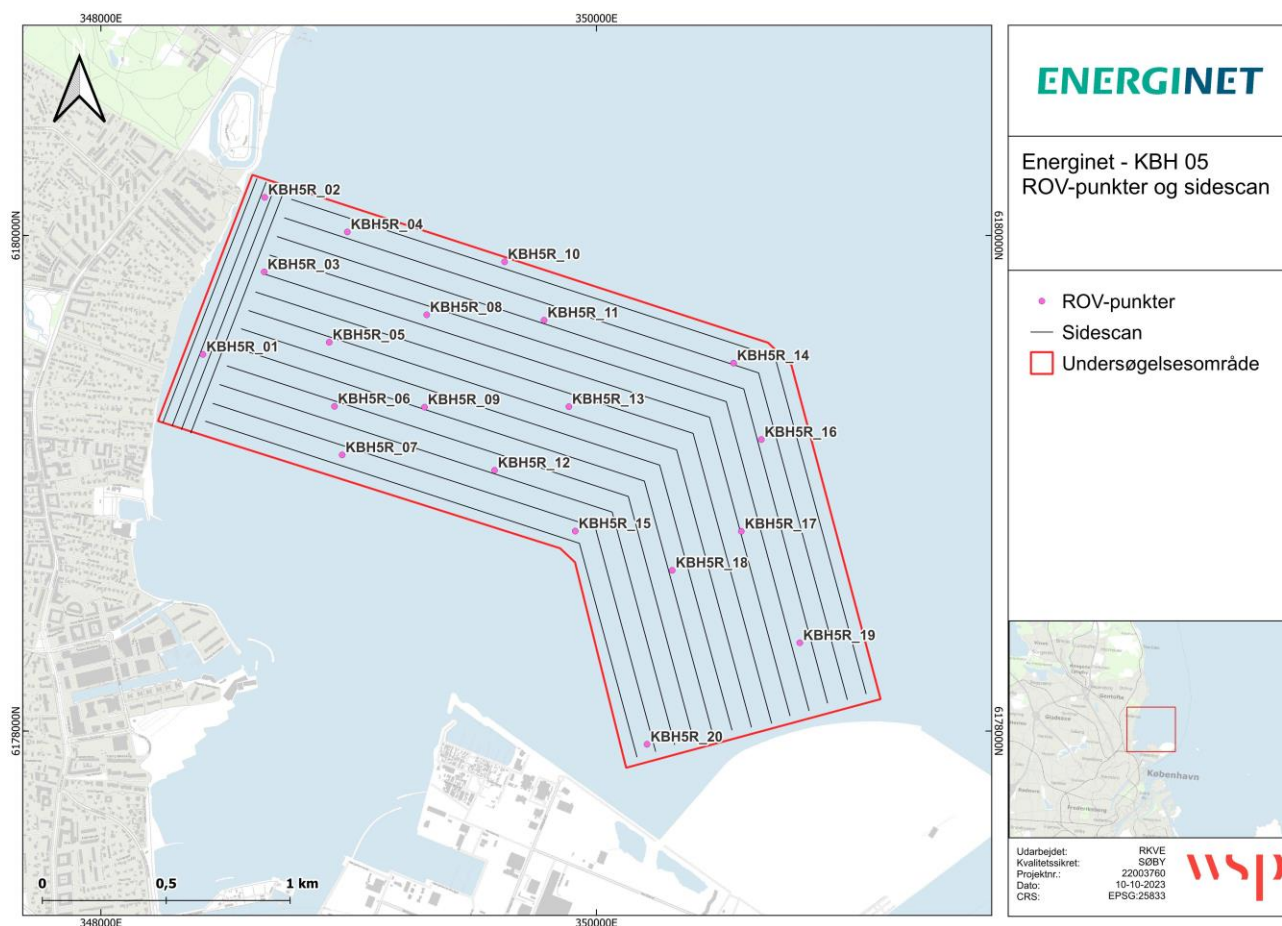 348000E
350000E
6180000N
6180000N
KBH5R_02
KBH5R_04
KBH5R_10
KBH5R_03
KBH5R_08
KBH5R_11
KBH5R_05
KBH5R_01
KBH5R_14
KBH5R_06
KBH5R_09
KBH5R_13
KBH5R_16
KBH5R_07
KBH5R_12
KBH5R_15
KBH5R_17
KBH5R_18
KBH5R_19
KBH5R_20
6178000N
6178000N
0 0,5 1 km
348000E
350000E
ENERGINET
Energinet - KBH 05
ROV-punkter og sidescan
ROV-punkter
Sidescan
Undersøgelsesområde
København
Udarbejdet: RKVE
Kvalitetssikret: SØBY
Projektnr.: 22003760
Dato: 10-10-2023
CRS: EPSG:25833
wsp